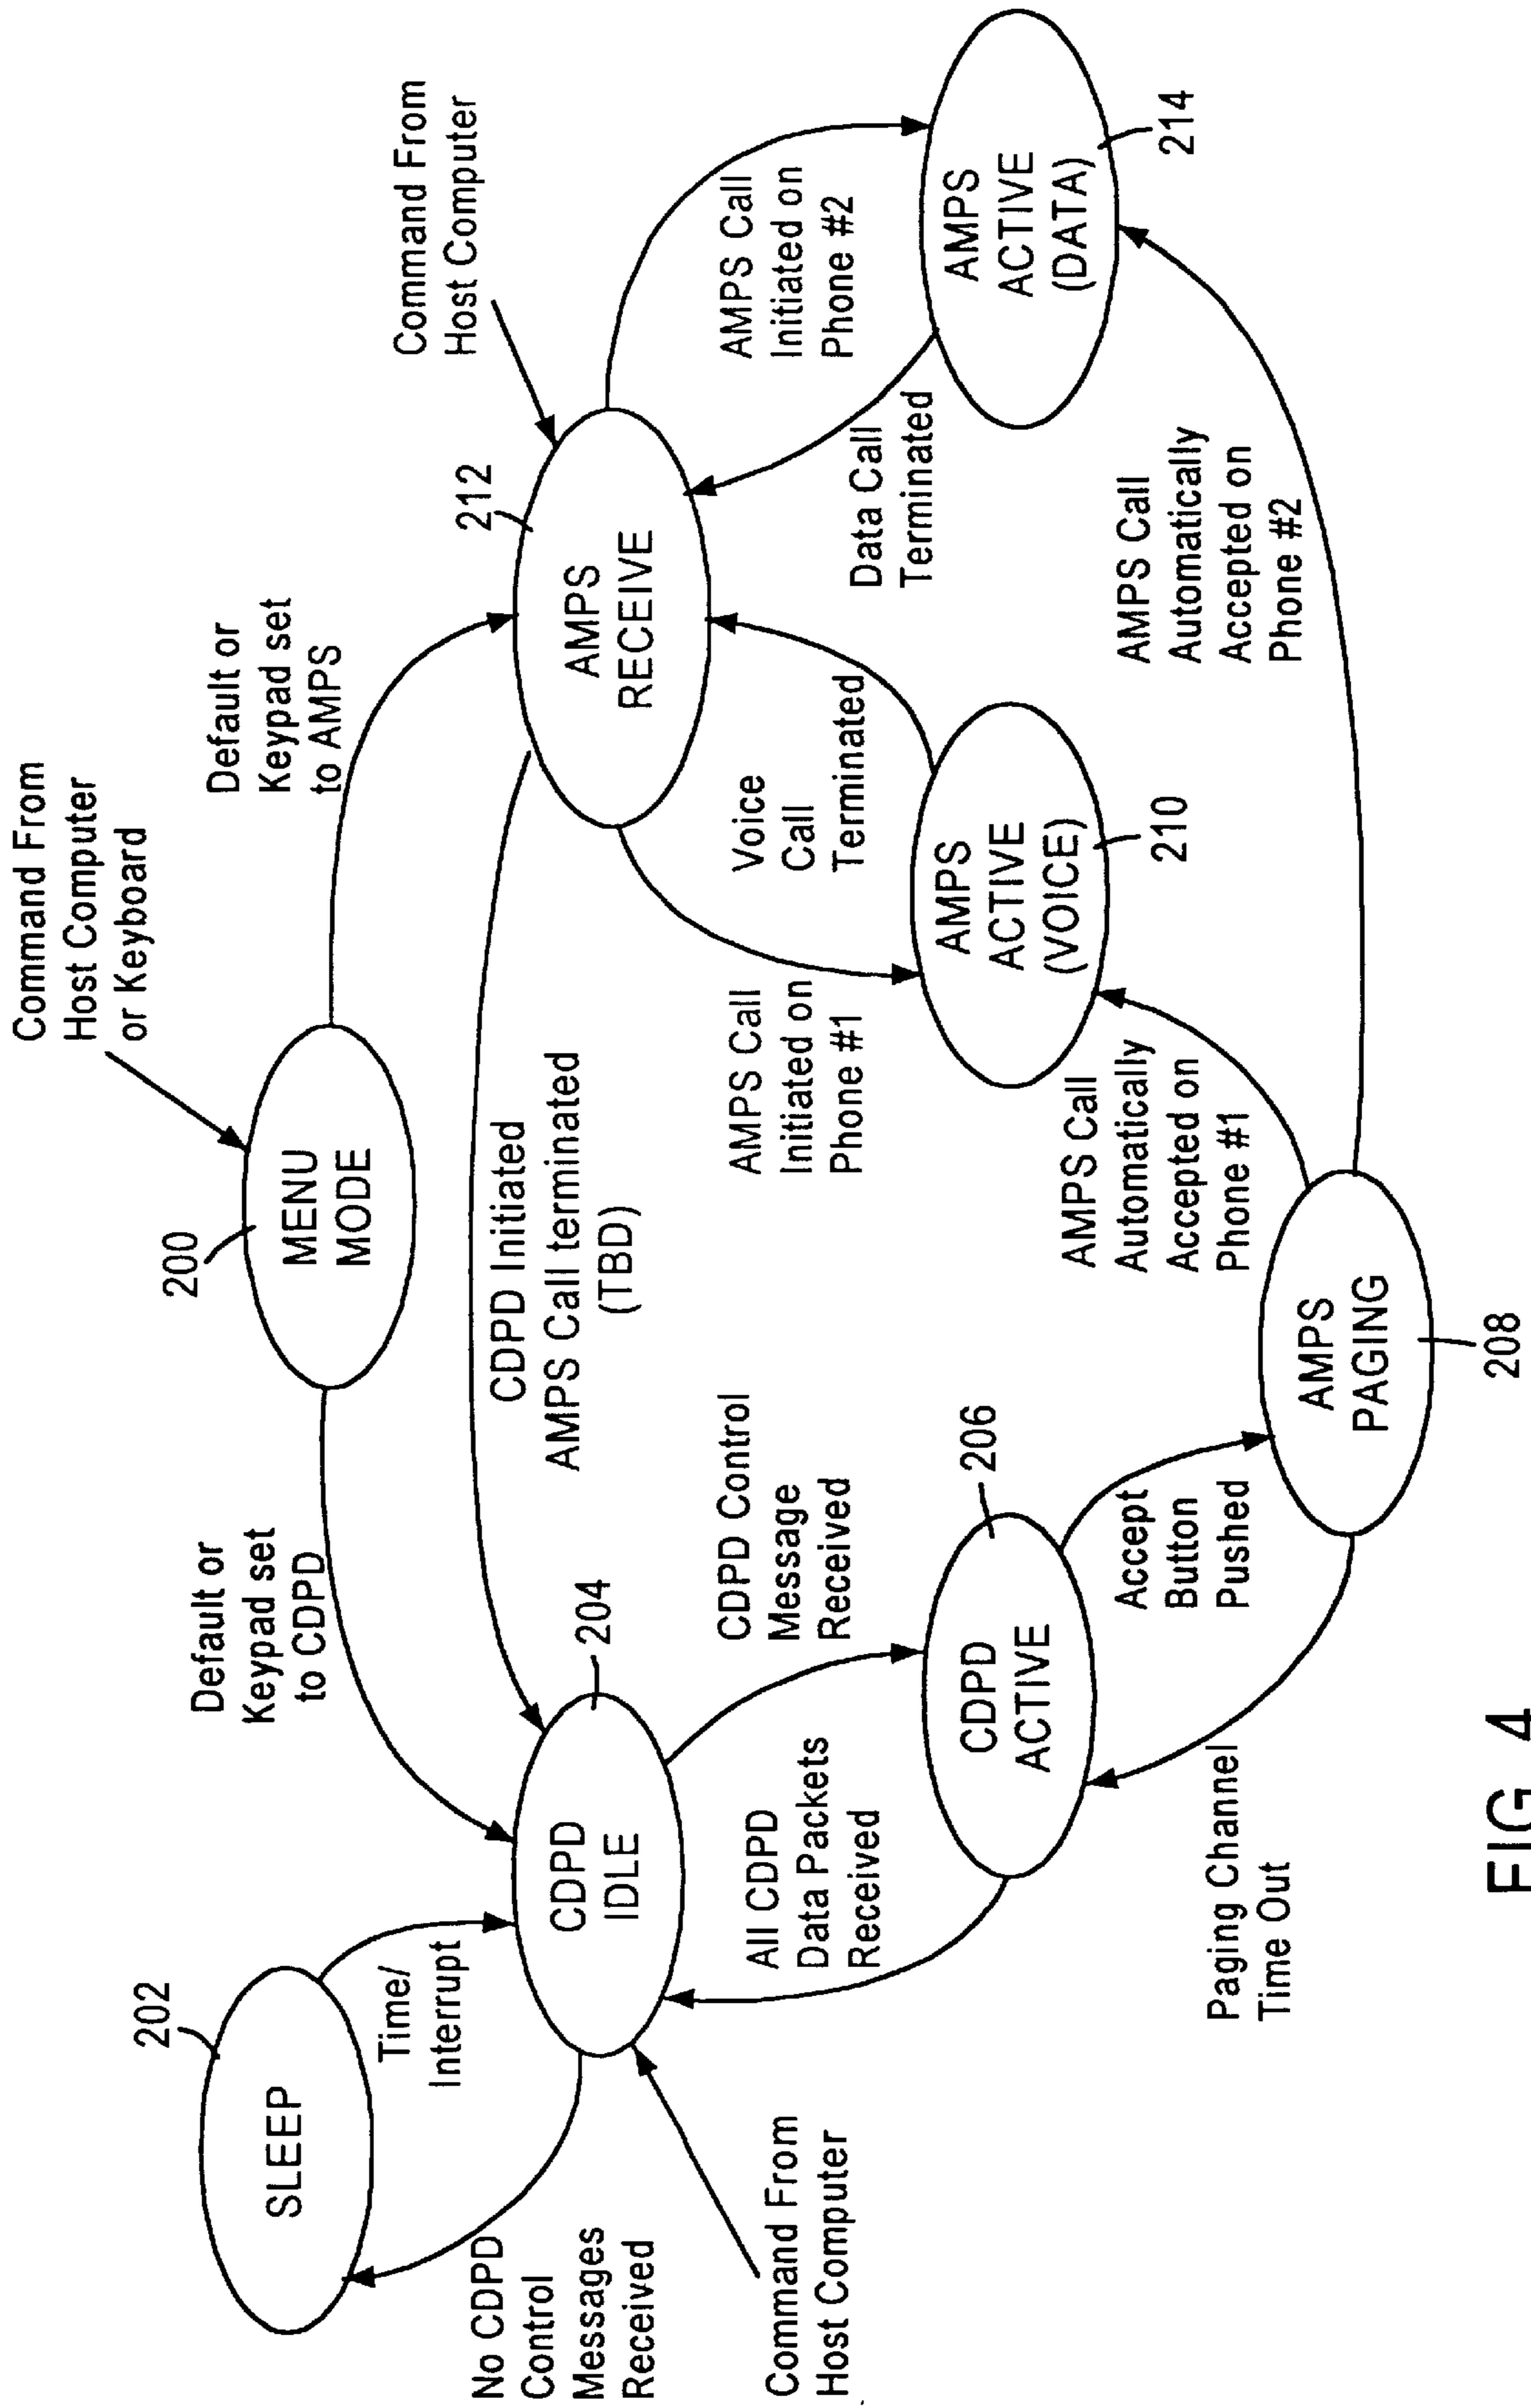 Command From
Host Computer
or Keyboard
200
MENU
MODE
Default or
Keypad set
to CDPD
Default or
Keypad set
to AMPS
Command From
Host Computer
202
SLEEP
Time/
Interrupt
No CDPD
Control
Messages
Received
204
CDPD
IDLE
CDPD Initiated
AMPS Call terminated
(TBD)
212
AMPS
RECEIVE
Command From
Host Computer
All CDPD
Data Packets
Received
CDPD Control
Message
Received
AMPS Call
Initiated on
Phone #1
Voice
Call
Terminated
Data Call
Terminated
AMPS Call
Initiated on
Phone #2
206
CDPD
ACTIVE
AMPS
ACTIVE
(VOICE)
210
AMPS
ACTIVE
(DATA)
214
Accept
Button
Pushed
AMPS Call
Automatically
Accepted on
Phone #1
AMPS Call
Automatically
Accepted on
Phone #2
Paging Channel
Time Out
AMPS
PAGING
208
FIG. 4